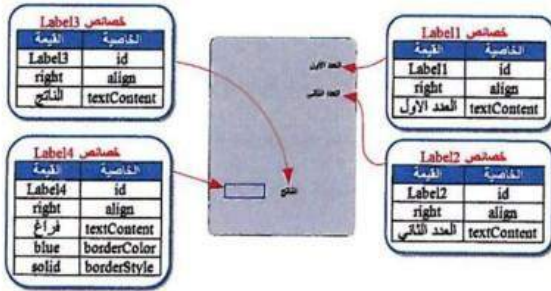 خصائص Label1
الخاصية القيمة
id Label1
align right
textContent العدد الاول
خصائص Label2
الخاصية القيمة
id Label2
align right
textContent العدد الثاني
خصائص Label3
الخاصية القيمة
id Label3
align right
textContent الناتج
خصائص Label4
الخاصية القيمة
id Label4
align right
textContent فراغ
borderColor blue
borderStyle solid
العدد الاول
العدد الثاني
الناتج